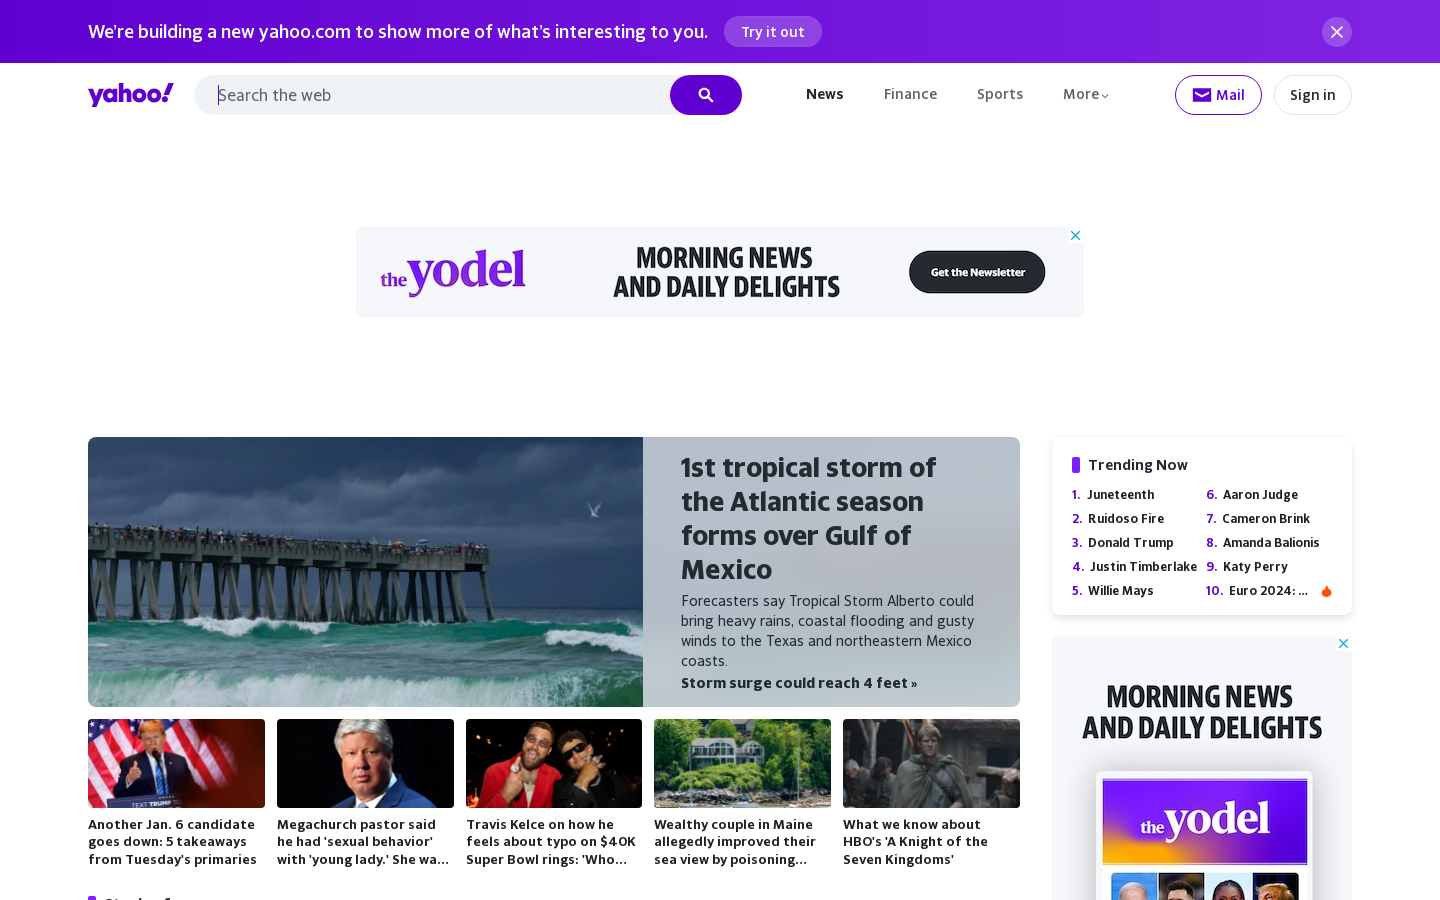 We're building a new yahoo.com to show more of what's interesting to you.
Try it out
yahoo!
Search the web
News
Finance
Sports
More
Mail
Sign in
the yodel
MORNING NEWS
AND DAILY DELIGHTS
Get the Newsletter
1st tropical storm of
the Atlantic season
forms over Gulf of
Mexico
Forecasters say Tropical Storm Alberto could
bring heavy rains, coastal flooding and gusty
winds to the Texas and northeastern Mexico
coasts.
Storm surge could reach 4 feet »
TEXT TRUMP TO
Another Jan. 6 candidate
goes down: 5 takeaways
from Tuesday's primaries
Megachurch pastor said
he had 'sexual behavior'
with 'young lady.' She wa...
Travis Kelce on how he
feels about typo on $40K
Super Bowl rings: 'Who...
Wealthy couple in Maine
allegedly improved their
sea view by poisoning...
What we know about
HBO's 'A Knight of the
Seven Kingdoms'
Trending Now
1. Juneteenth
2. Ruidoso Fire
3. Donald Trump
4. Justin Timberlake
5. Willie Mays
6. Aaron Judge
7. Cameron Brink
8. Amanda Balionis
9. Katy Perry
10. Euro 2024: ...
MORNING NEWS
AND DAILY DELIGHTS
the yodel